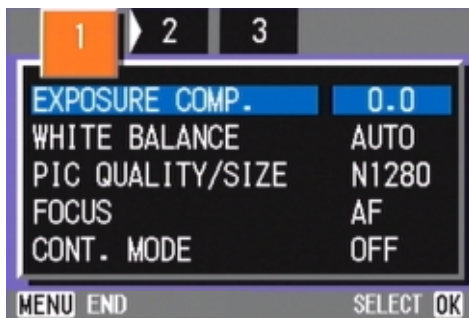 1 2 3
EXPOSURE COMP. 0.0
WHITE BALANCE AUTO
PIC QUALITY/SIZE N1280
FOCUS AF
CONT. MODE OFF
MENU END SELECT OK